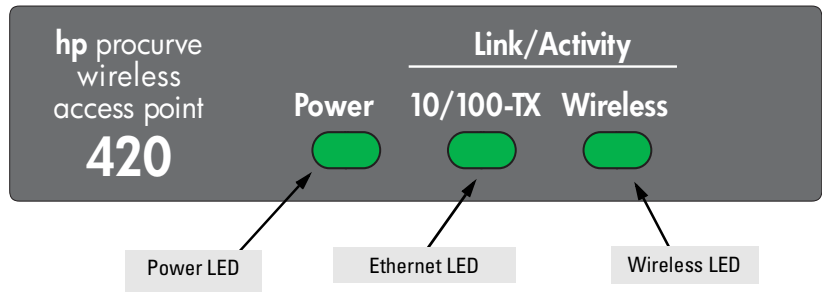 hp procurve
wireless
access point
420
Link/Activity
Power 10/100-TX Wireless
Power LED Ethernet LED Wireless LED